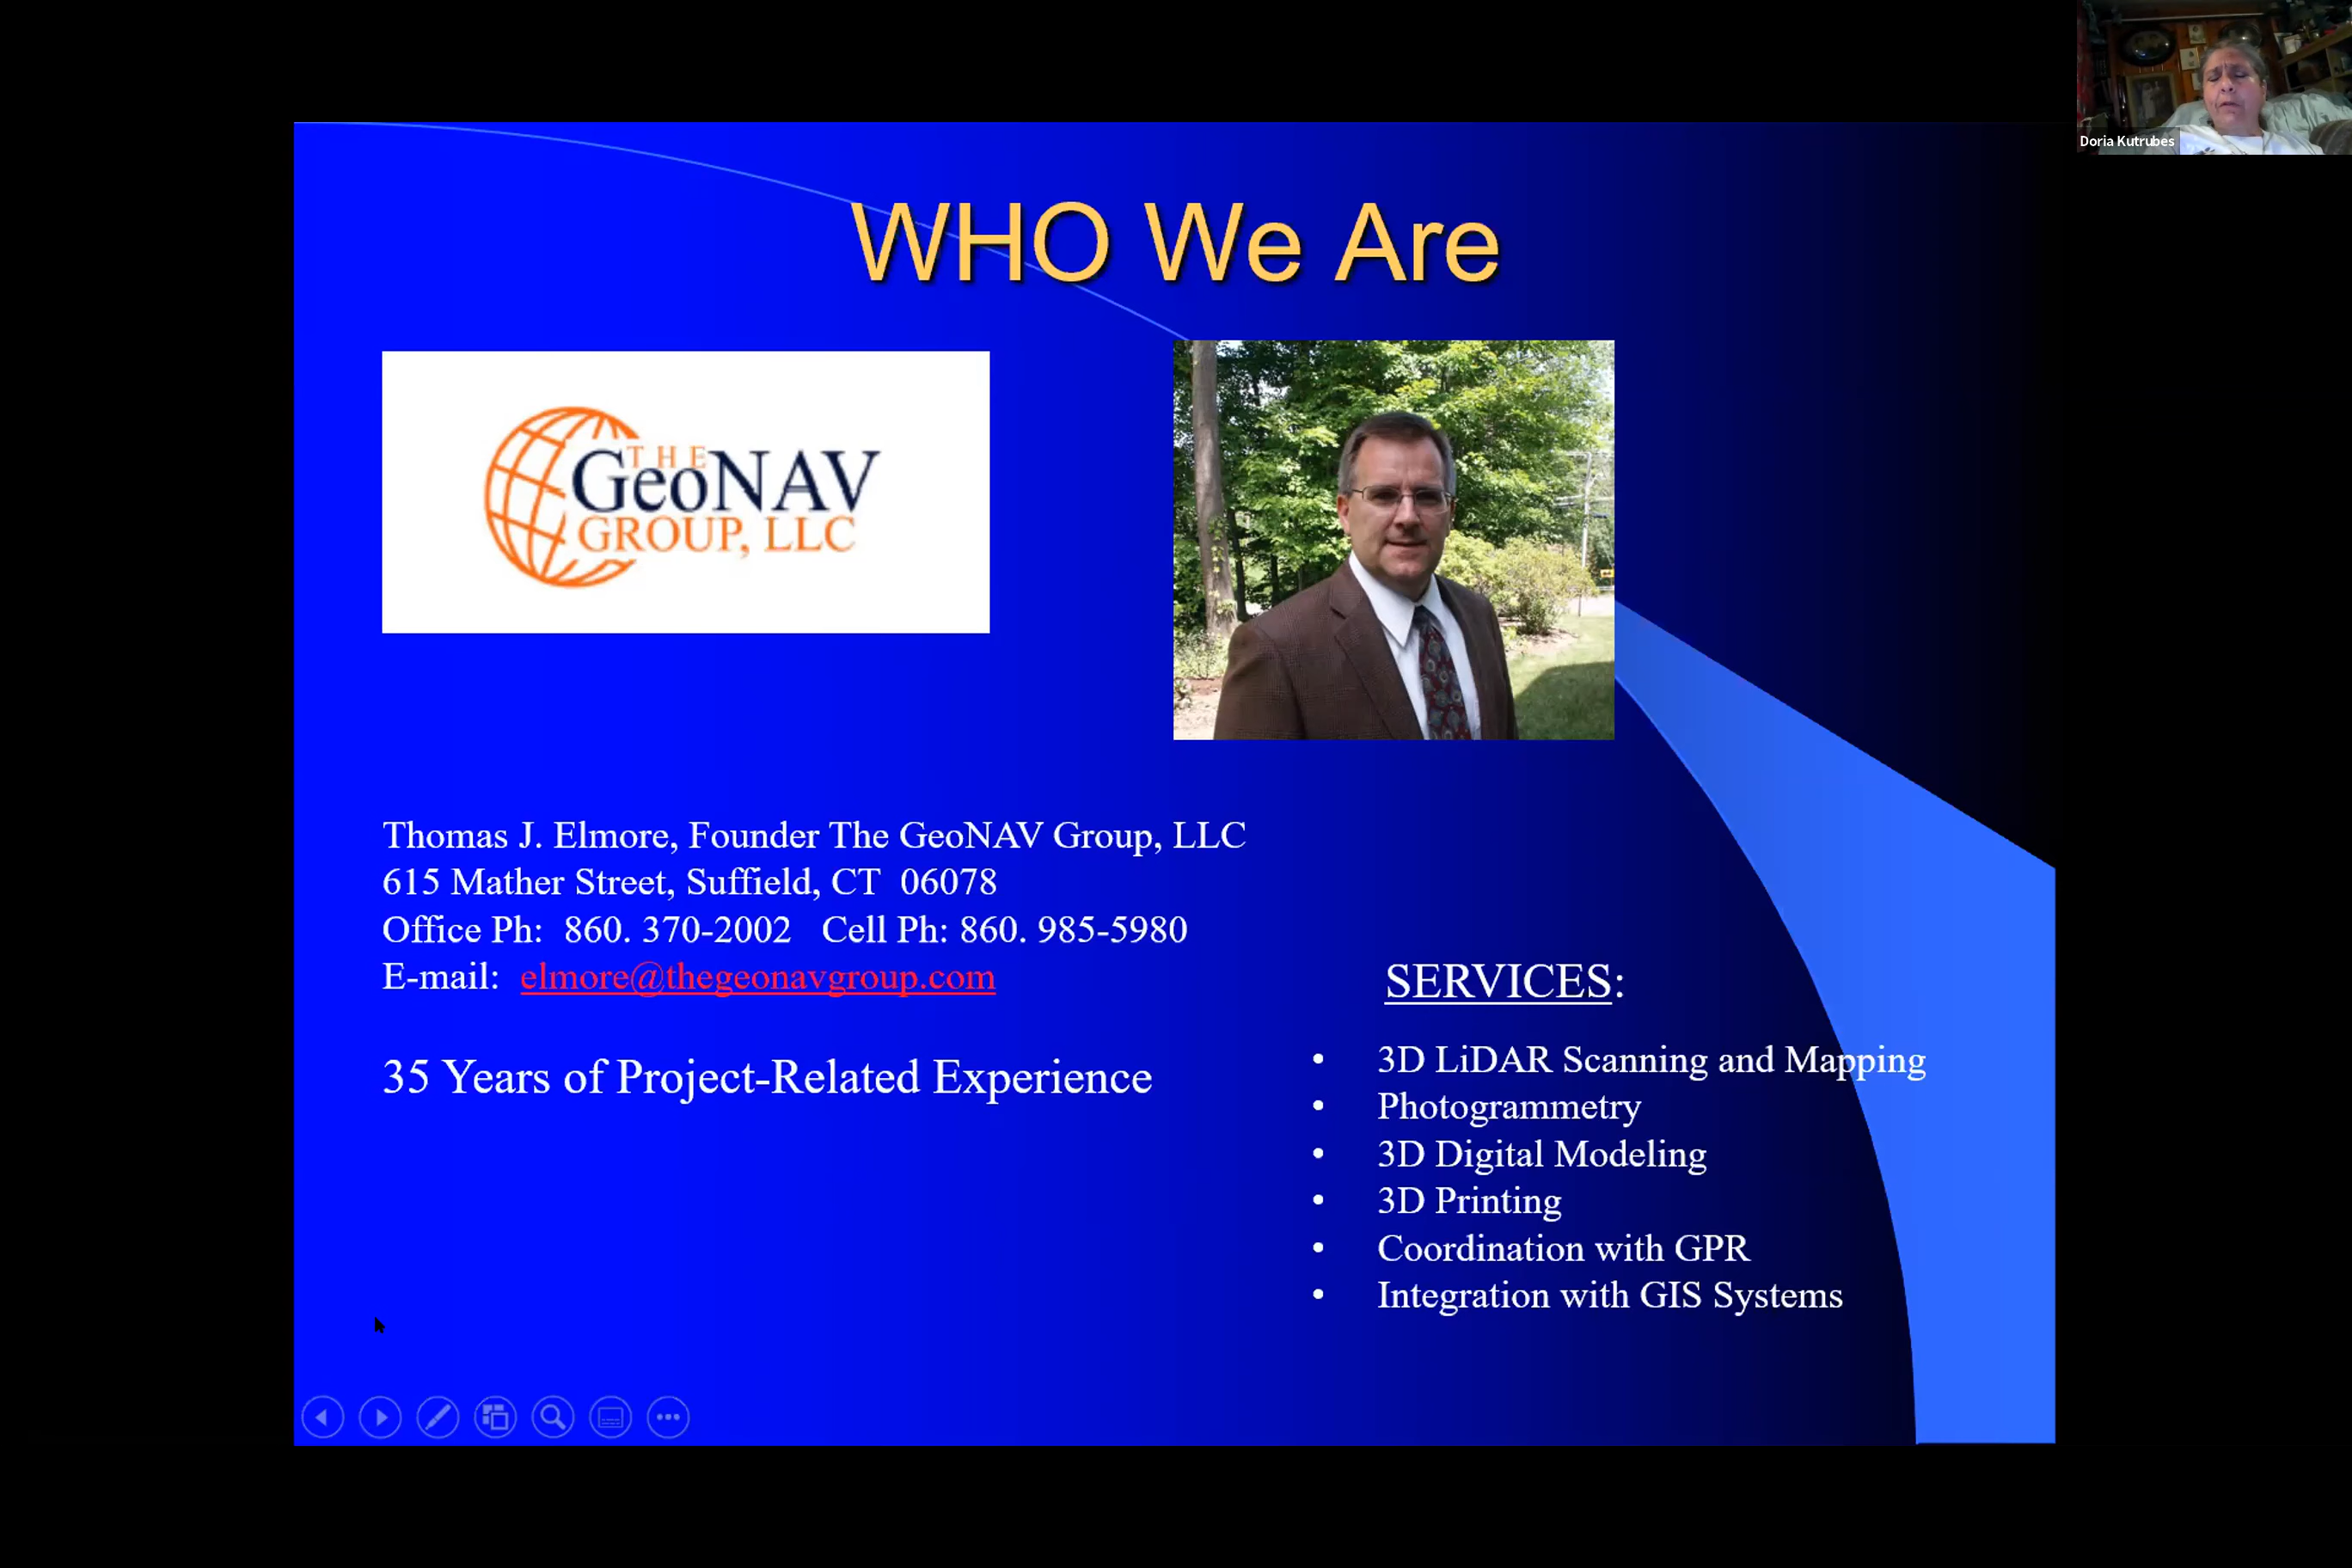 Doria Kutrubes
WHO We Are
THE
GeoNAV
GROUP, LLC
Thomas J. Elmore, Founder The GeoNAV Group, LLC
615 Mather Street, Suffield, CT  06078
Office Ph:  860. 370-2002   Cell Ph: 860. 985-5980
E-mail:  elmore@thegeonavgroup.com
35 Years of Project-Related Experience
SERVICES:
• 3D LiDAR Scanning and Mapping
• Photogrammetry
• 3D Digital Modeling
• 3D Printing
• Coordination with GPR
• Integration with GIS Systems